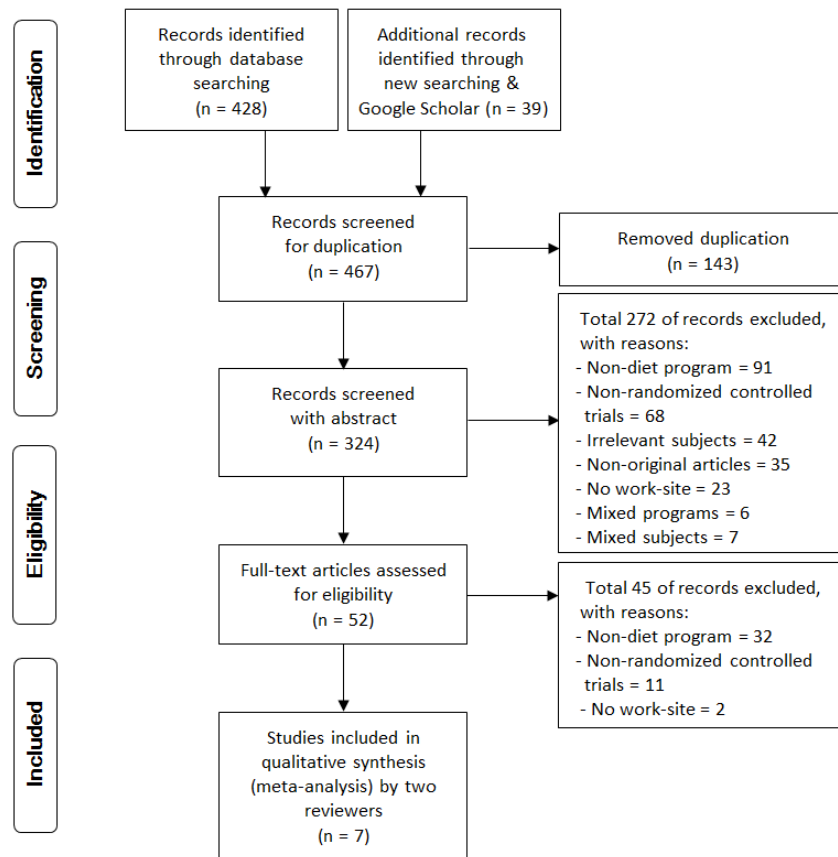 Identification
Records identified
through database
searching
(n = 428)
Additional records
identified through
new searching &
Google Scholar (n = 39)
Records screened
for duplication
(n = 467)
Removed duplication
(n = 143)
Screening
Records screened
with abstract
(n = 324)
Total 272 of records excluded,
with reasons:
- Non-diet program = 91
- Non-randomized controlled
trials = 68
- Irrelevant subjects = 42
- Non-original articles = 35
- No work-site = 23
- Mixed programs = 6
- Mixed subjects = 7
Eligibility
Full-text articles assessed
for eligibility
(n = 52)
Total 45 of records excluded,
with reasons:
- Non-diet program = 32
- Non-randomized controlled
trials = 11
- No work-site = 2
Included
Studies included in
qualitative synthesis
(meta-analysis) by two
reviewers
(n = 7)